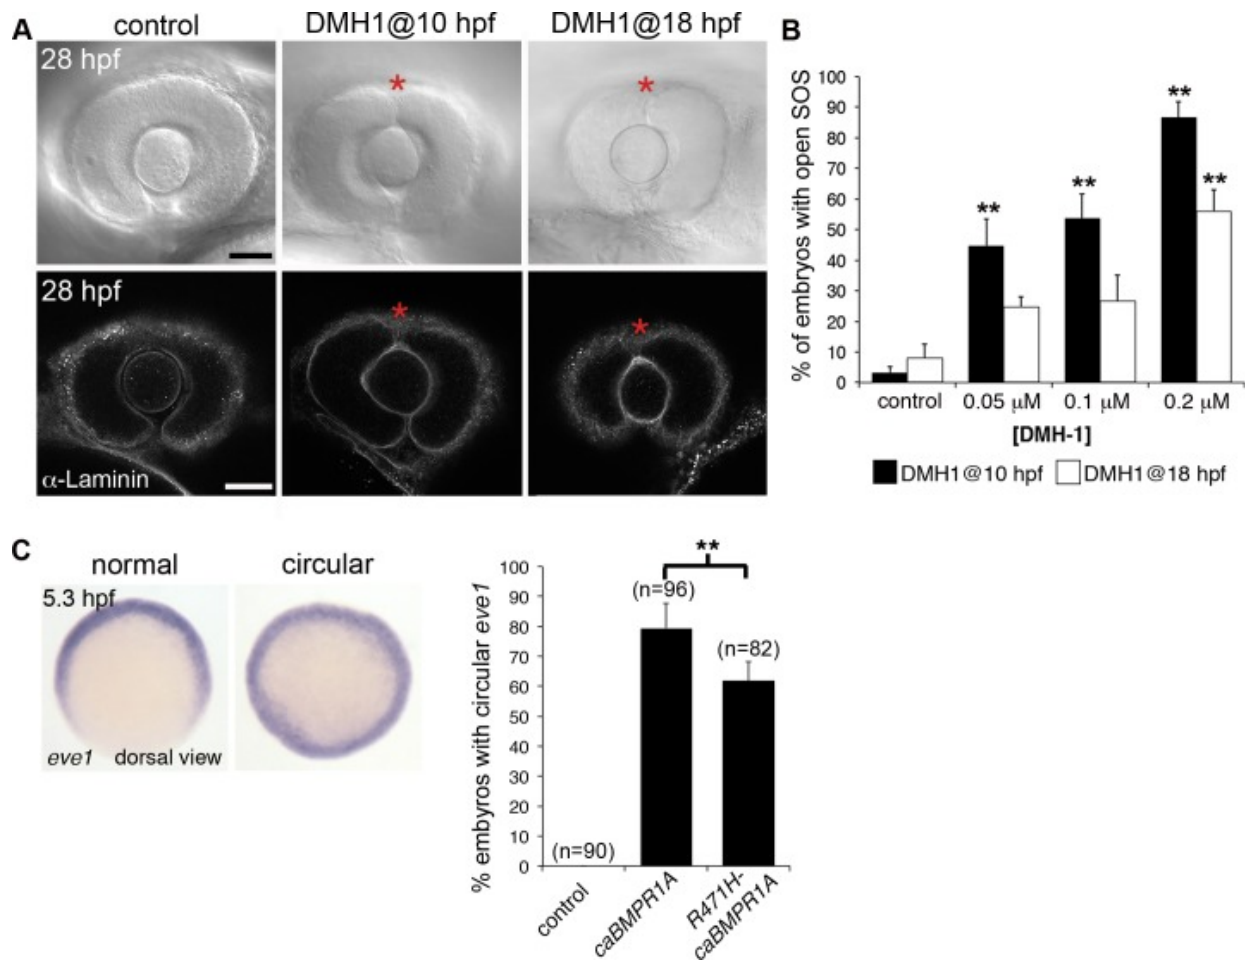 A
control
DMH1@10 hpf
DMH1@18 hpf
28 hpf
*
*
28 hpf
*
*
α-Laminin
B
% of embryos with open SOS
100
90
80
70
60
50
40
30
20
10
0
**
**
**
**
control
0.05 μM
0.1 μM
0.2 μM
[DMH-1]
DMH1@10 hpf
DMH1@18 hpf
C
normal
circular
5.3 hpf
eve1
dorsal view
% embyros with circular eve1
100
90
80
70
60
50
40
30
20
10
0
**
(n=90)
(n=96)
(n=82)
control
caBMPR1A
R471H-
caBMPR1A